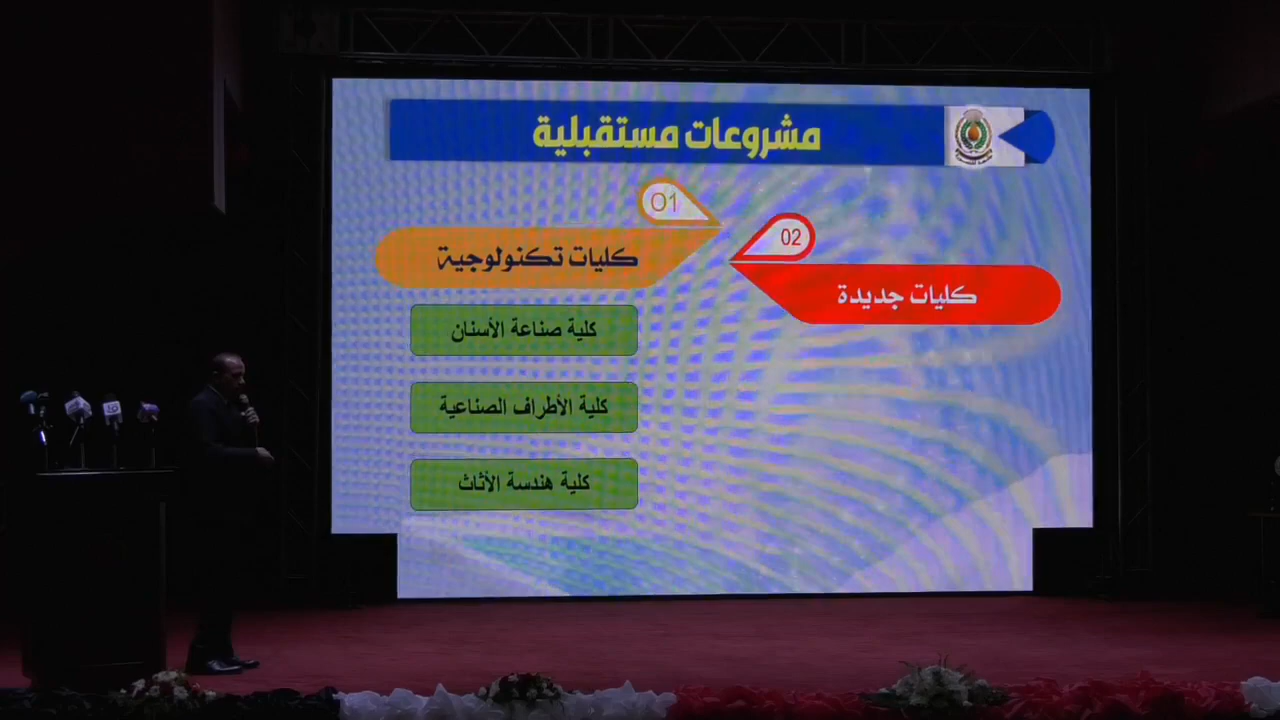 مشروعات مستقبلية
01
كليات تكنولوجية
كلية صناعة الأسنان
كلية الأطراف الصناعية
كلية هندسة الأثاث
02
كليات جديدة